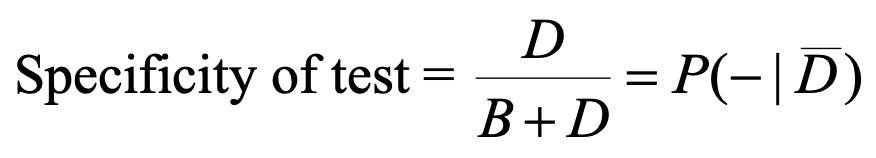 Specificity of test = D / (B + D) = P(− | D̅)